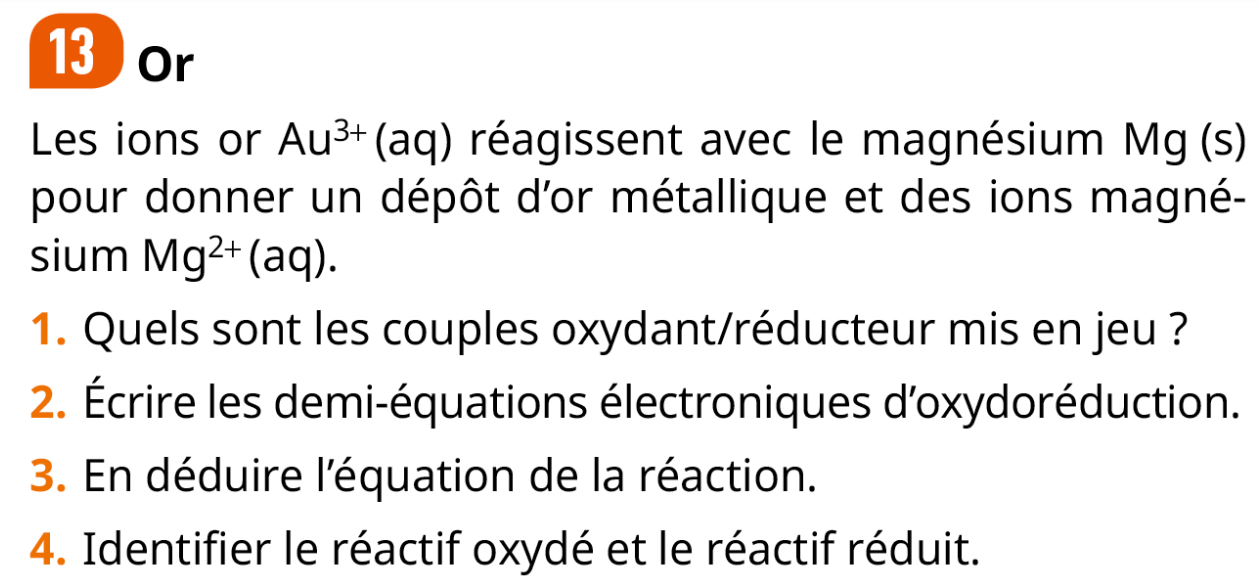 13 Or
Les ions or Au³⁺ (aq) réagissent avec le magnésium Mg (s)
pour donner un dépôt d’or métallique et des ions magné-
sium Mg²⁺ (aq).
1. Quels sont les couples oxydant/réducteur mis en jeu ?
2. Écrire les demi-équations électroniques d’oxydoréduction.
3. En déduire l’équation de la réaction.
4. Identifier le réactif oxydé et le réactif réduit.